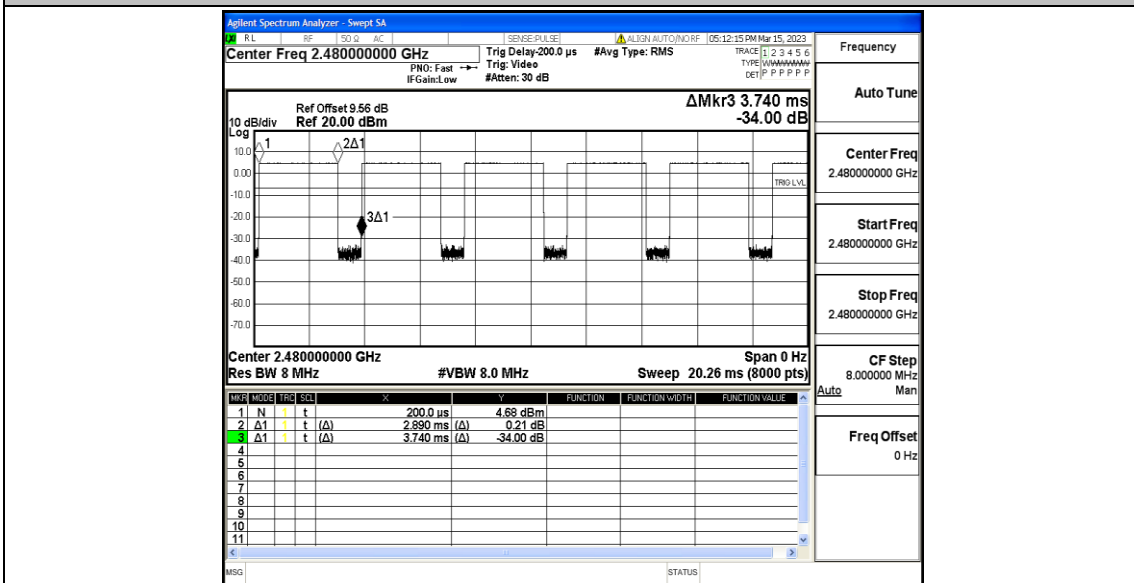 Agilent Spectrum Analyzer - Swept SA
RL RF 50 Ω AC SENSE:PULSE ALIGN AUTO/NO RF 05:12:15 PM Mar 15, 2023
Center Freq 2.480000000 GHz
PNO: Fast
IFGain:Low
Trig Delay-200.0 µs
Trig: Video
#Atten: 30 dB
#Avg Type: RMS
TRACE 1 2 3 4 5 6
TYPE
DET P P P P P P
Ref Offset 9.56 dB
10 dB/div Ref 20.00 dBm
Log
ΔMkr3 3.740 ms
-34.00 dB
1
2Δ1
3Δ1
TRIG LVL
10.0
0.00
-10.0
-20.0
-30.0
-40.0
-50.0
-60.0
-70.0
Center 2.480000000 GHz Span 0 Hz
Res BW 8 MHz #VBW 8.0 MHz Sweep 20.26 ms (8000 pts)
MKR MODE TRC SCL X Y FUNCTION FUNCTION WIDTH FUNCTION VALUE
1 N 1 t 200.0 µs 4.68 dBm
2 Δ1 1 t (Δ) 2.890 ms (Δ) 0.21 dB
3 Δ1 1 t (Δ) 3.740 ms (Δ) -34.00 dB
4
5
6
7
8
9
10
11
MSG STATUS
Frequency
Auto Tune
Center Freq
2.480000000 GHz
Start Freq
2.480000000 GHz
Stop Freq
2.480000000 GHz
CF Step
8.000000 MHz
Auto Man
Freq Offset
0 Hz